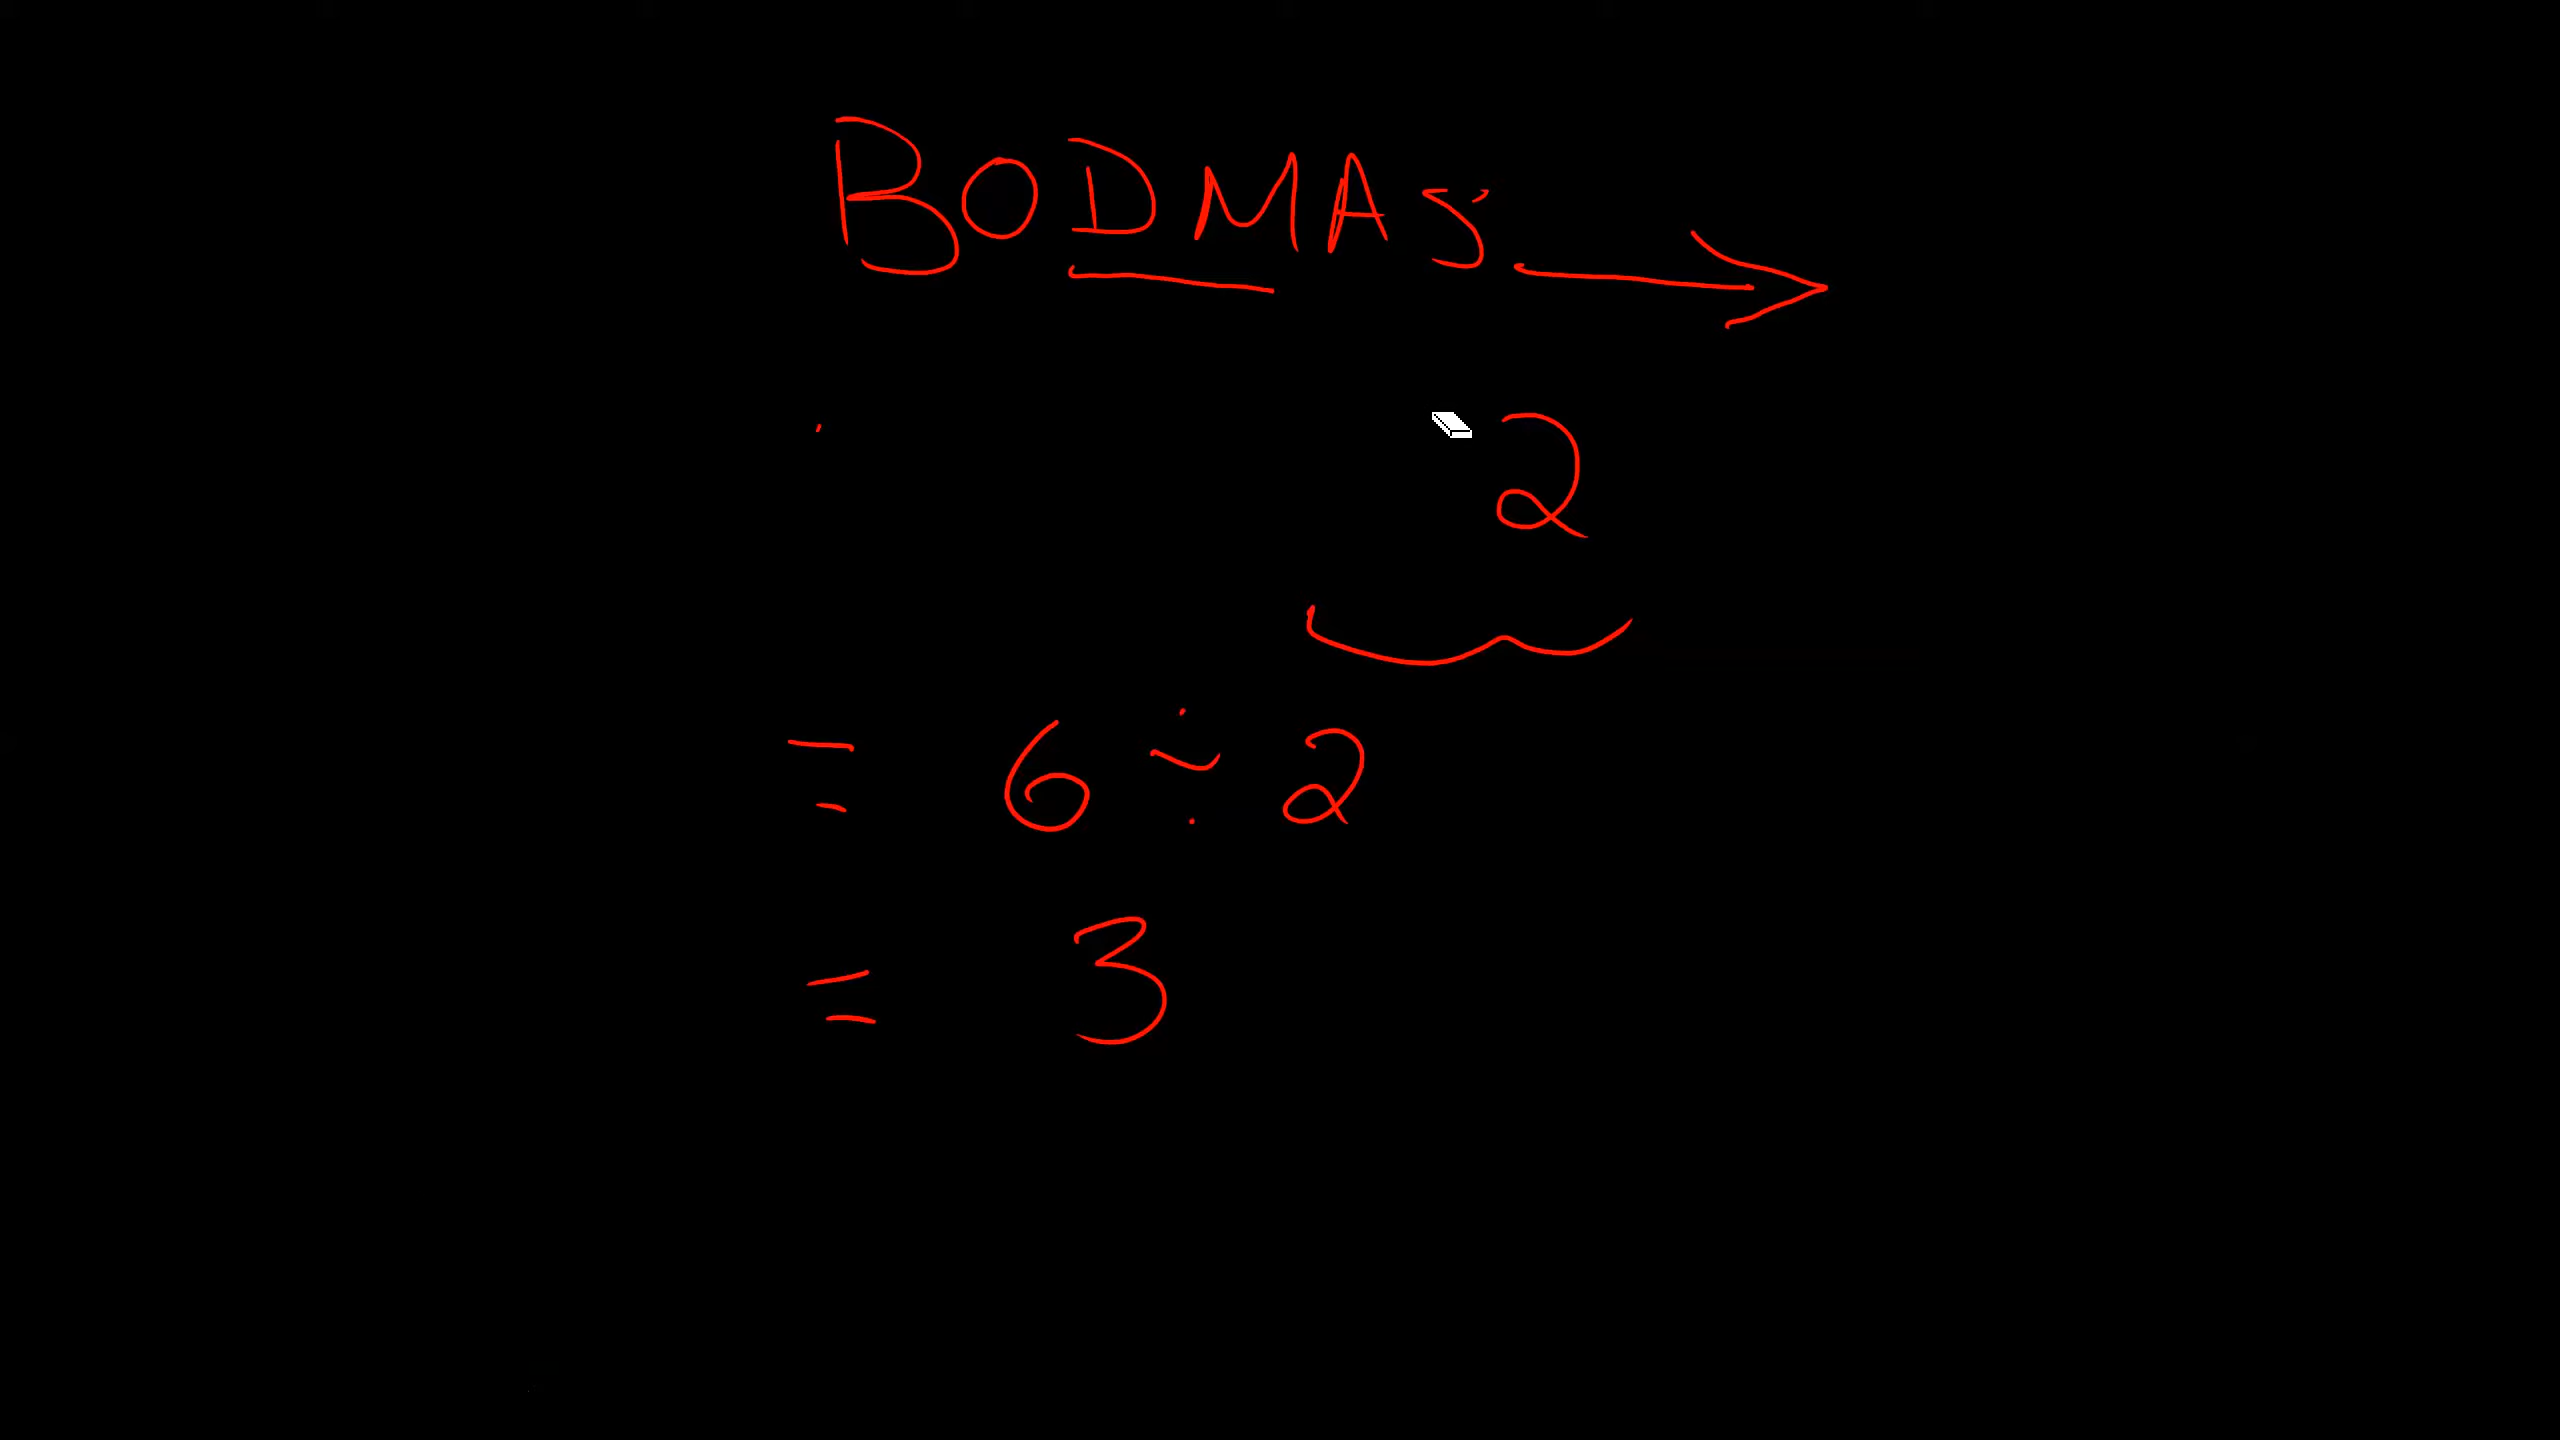 BODMAS
2
= 6 ÷ 2
= 3